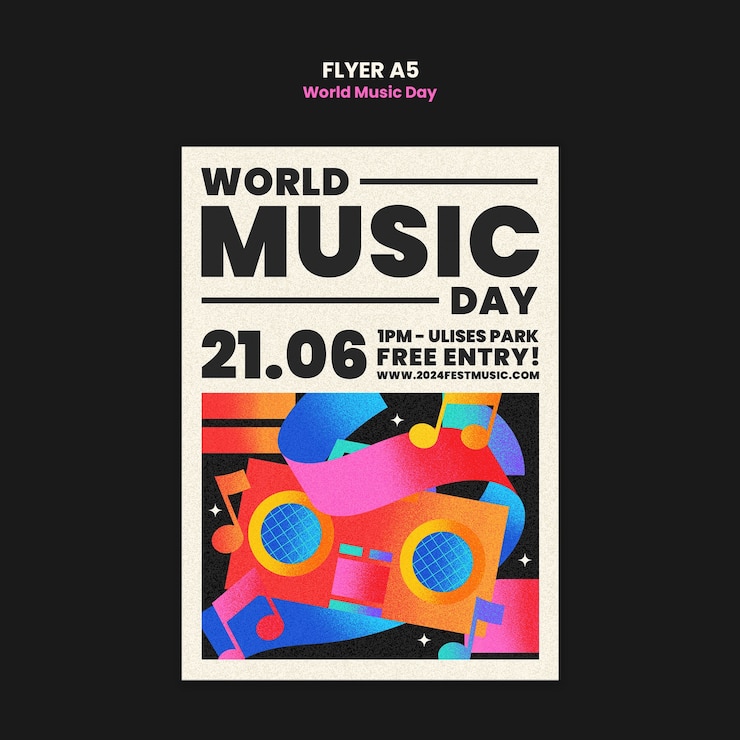 FLYER A5
World Music Day
WORLD
MUSIC
DAY
21.06
1PM - ULISES PARK
FREE ENTRY!
WWW.2024FESTMUSIC.COM